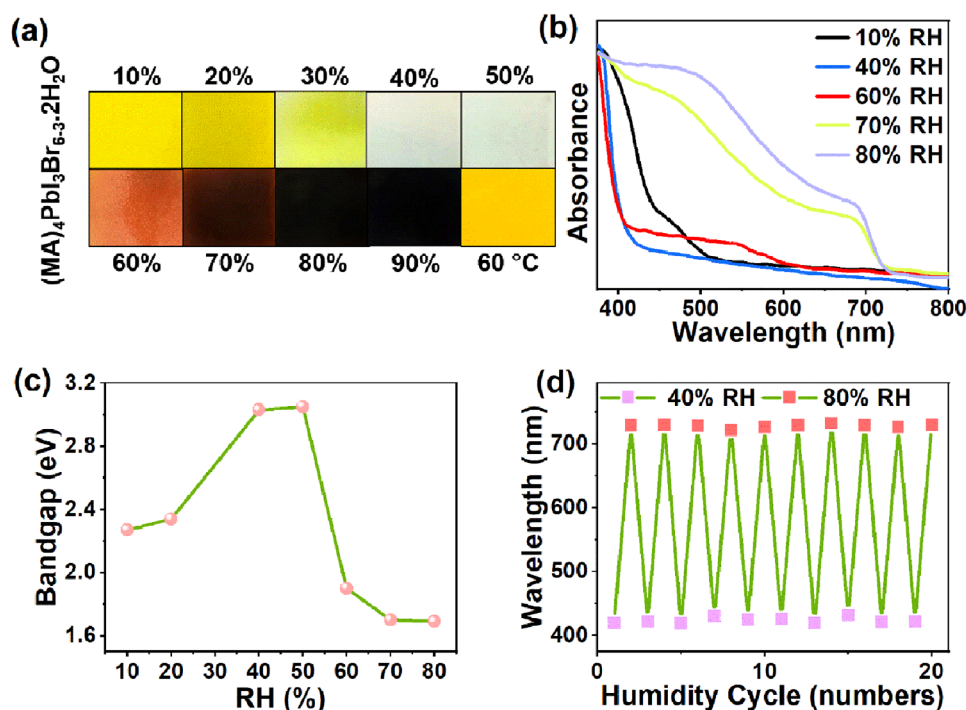 (a)
(MA)₄PbI₃Br₆₋₃·2H₂O
10% 20% 30% 40% 50%
60% 70% 80% 90% 60 °C
(b)
10% RH
40% RH
60% RH
70% RH
80% RH
Absorbance
400 500 600 700 800
Wavelength (nm)
(c)
3.2
2.8
2.4
2.0
1.6
Bandgap (eV)
10 20 30 40 50 60 70 80
RH (%)
(d)
40% RH 80% RH
700
600
500
400
Wavelength (nm)
0 10 20
Humidity Cycle (numbers)